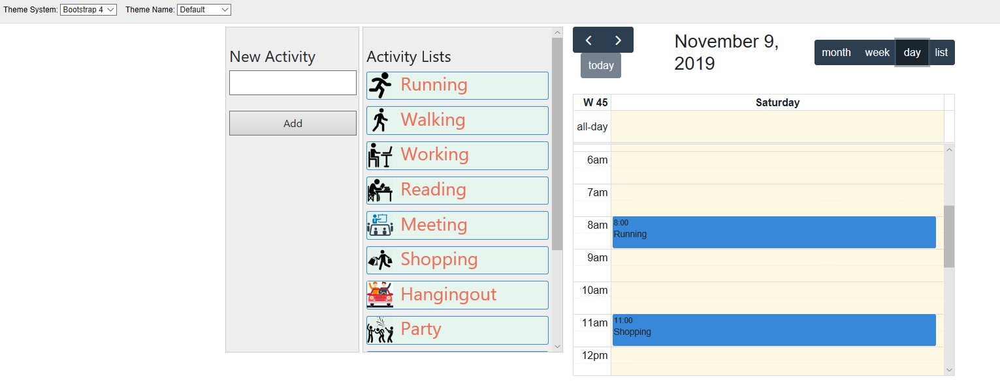 Theme System: Bootstrap 4 Theme Name: Default
New Activity
Add
Activity Lists
Running
Walking
Working
Reading
Meeting
Shopping
Hangingout
Party
today
November 9,
2019
month week day list
W 45 Saturday
all-day
6am
7am
8am
8:00
Running
9am
10am
11am
11:00
Shopping
12pm